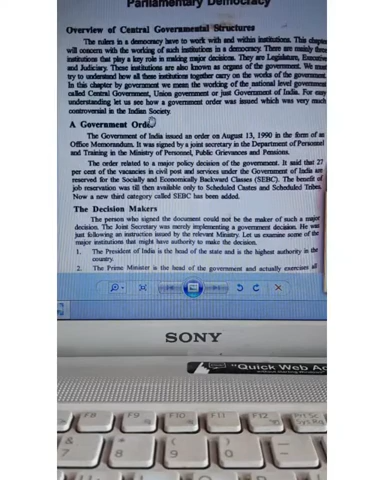 Parliamentary Democracy
Overview of Central Governmental Structures
The rulers in a democracy have to work with and within institutions. This chapter
will concern with the working of such institutions in a democracy. There are mainly three
institutions that play a key role in making major decisions. They are Legislature, Executive
and Judiciary. These institutions are also known as organs of the government. We must
try to understand how all these institutions together carry on the works of the government.
In this chapter by government we mean the working of the national level government
called Central Government, Union government or just Government of India. For easy
understanding let us see how a government order was issued which was very much
controversial in the Indian Society.
A Government Order
The Government of India issued an order on August 13, 1990 in the form of an
Office Memorandum. It was signed by a joint secretary in the Department of Personnel
and Training in the Ministry of Personnel, Public Grievances and Pensions.
The order related to a major policy decision of the government. It said that 27
per cent of the vacancies in civil post and services under the Government of India are
reserved for the Socially and Economically Backward Classes (SEBC). The benefit of
job reservation was till then available only to Scheduled Castes and Scheduled Tribes.
Now a new third category called SEBC has been added.
The Decision Makers
The person who signed the document could not be the maker of such a major
decision. The Joint Secretary was merely implementing a government decision. He was
just following an instruction issued by the relevant Ministry. Let us examine some of the
major institutions that might have authority to make the decision.
1. The President of India is the head of the state and is the highest authority in the
country.
2. The Prime Minister is the head of the government and actually exercises all
SONY
"Quick Web Ac
F8 F9 F10 F11 F12 Prt Sc
Sys Rq
& * ( ) _ +
7 8 9 0 - =